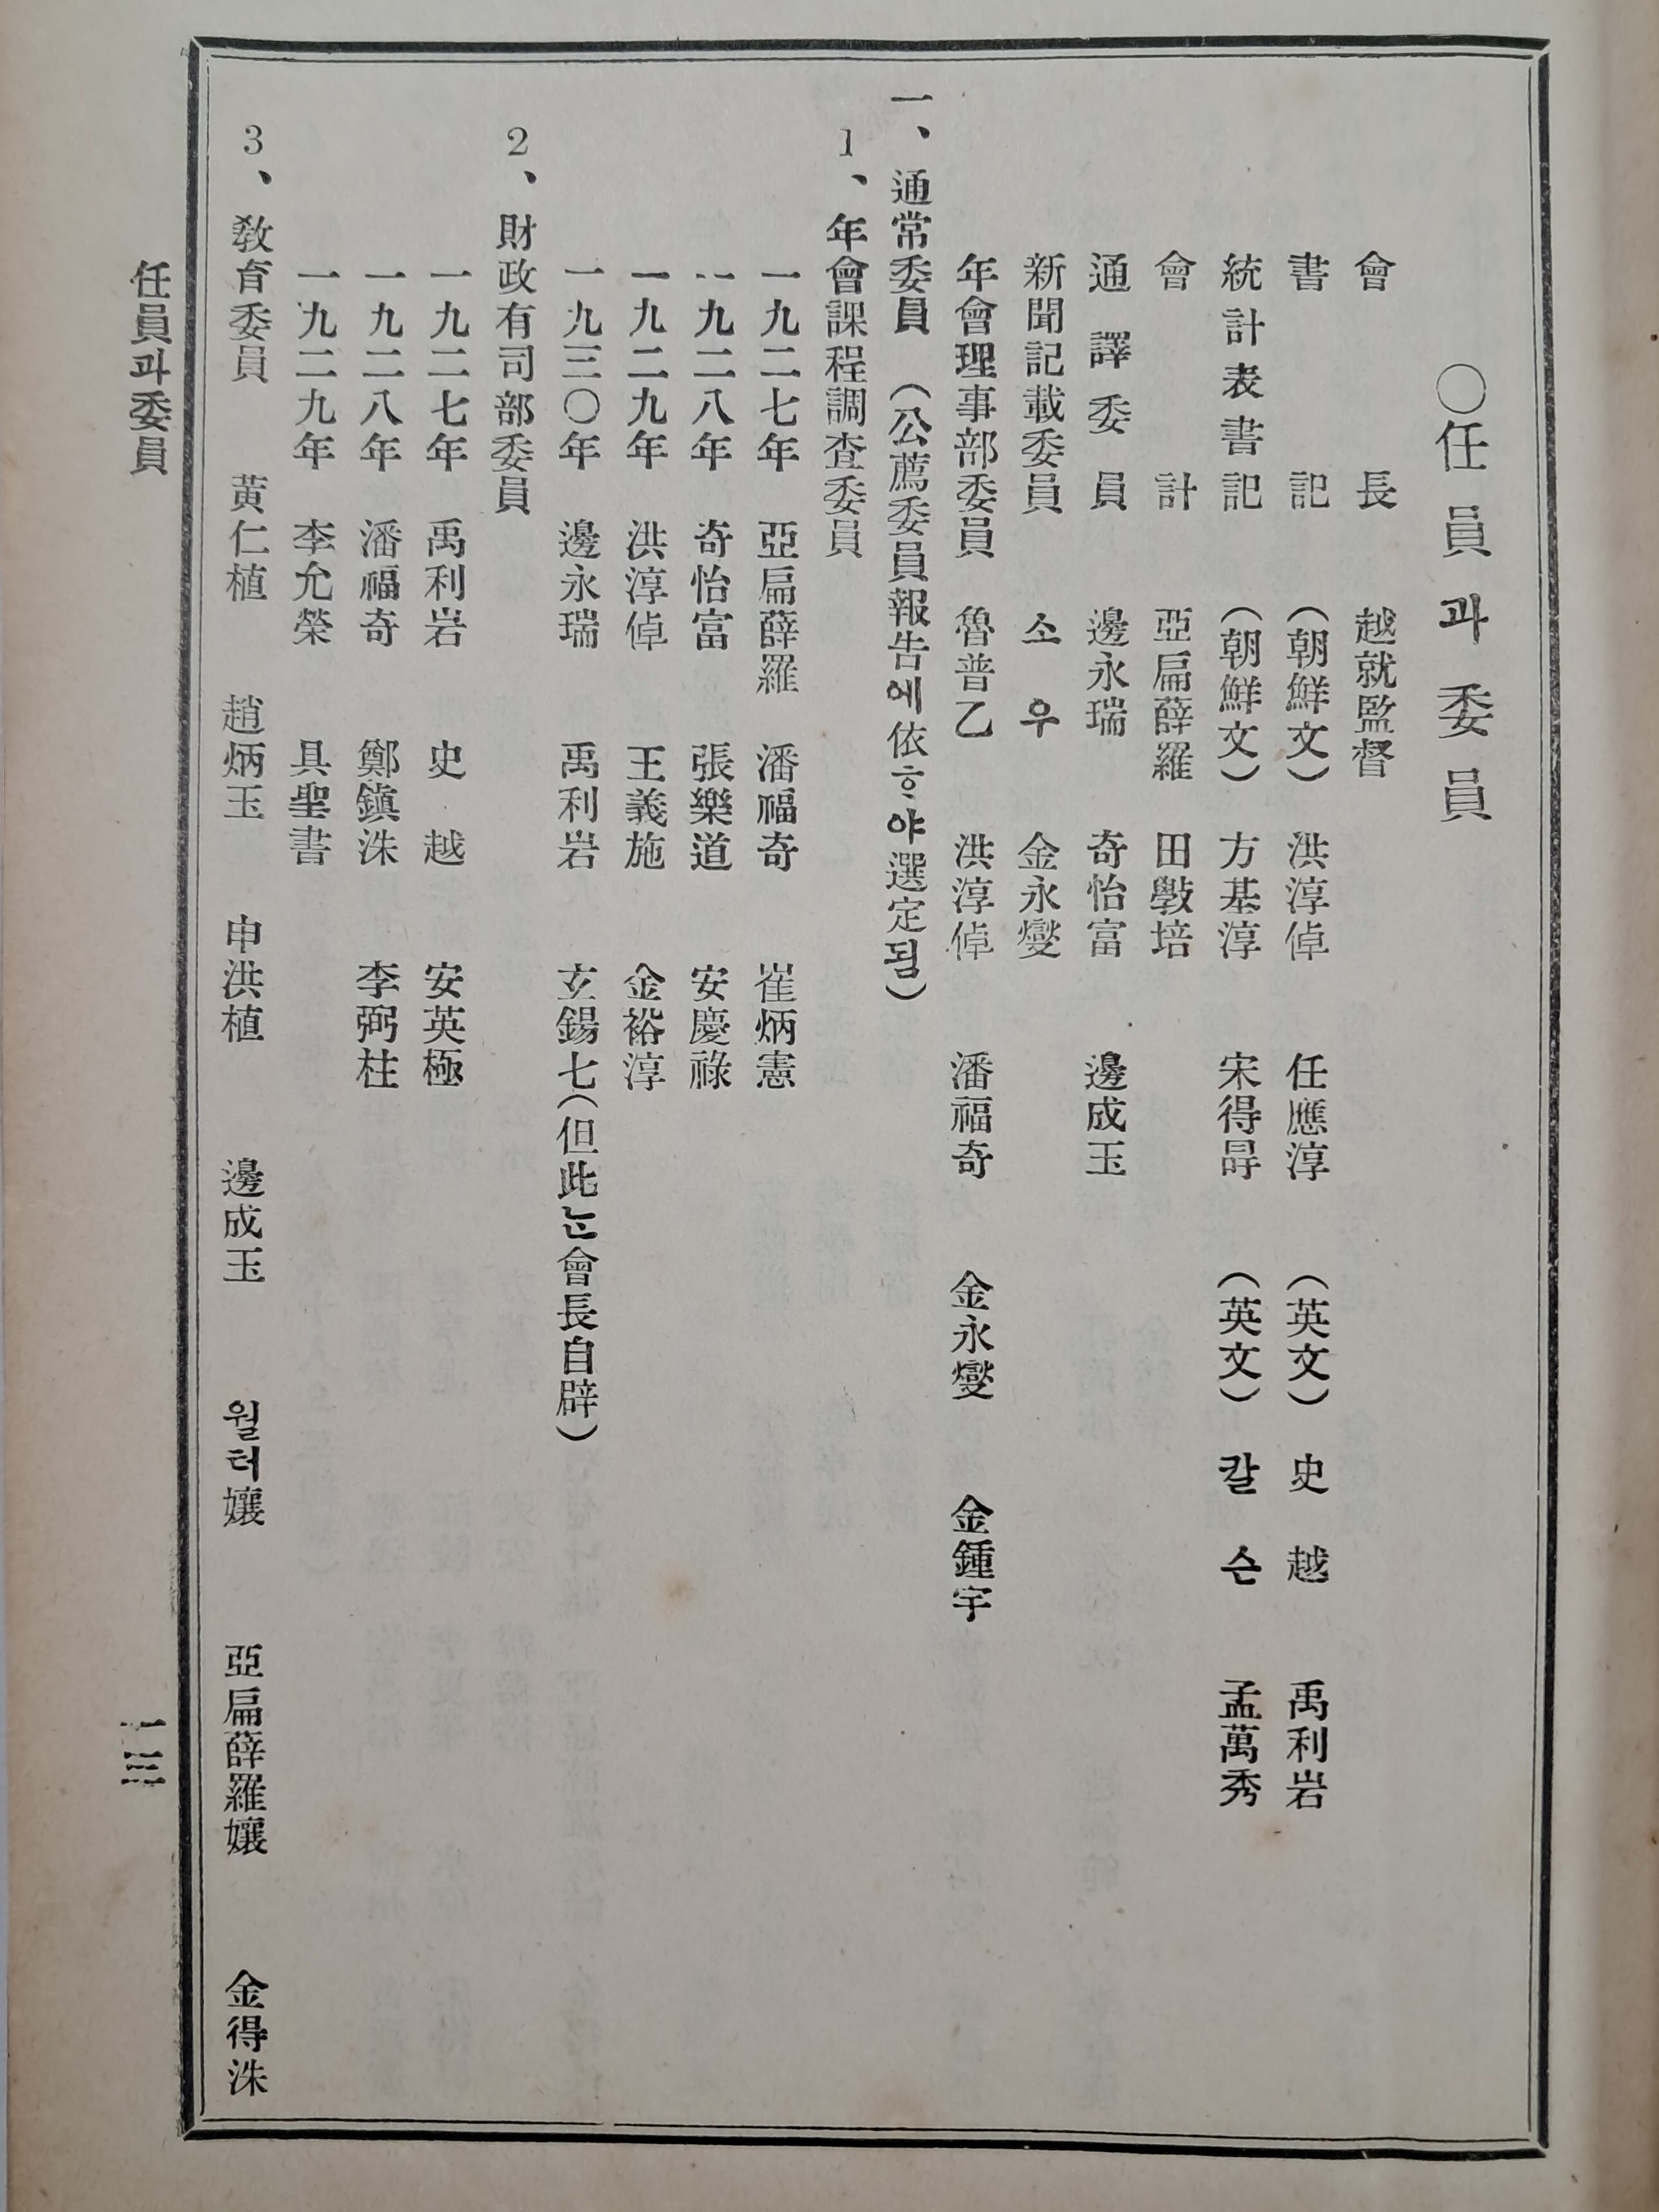 ○任員과委員
會長 越就監督
書記 (朝鮮文) 洪淳倬 任應淳 (英文) 史越 禹利岩
統計表書記 (朝鮮文) 方基淳 宋得曻 (英文) 칼슨 孟萬秀
會計 亞扁薛羅 田斅培
通譯委員 邊永瑞 奇怡富 邊成玉
新聞記載委員 소우 金永燮
年會理事部委員 魯普乙 洪淳倬 潘福奇 金永燮 金鍾宇
一、通常委員 (公薦委員報告에依ᄒᆞ야選定됨)
1、年會課程調査委員
一九二七年 亞扁薛羅 潘福奇 崔炳憲
一九二八年 奇怡富 張樂道 安慶祿
一九二九年 洪淳倬 王義施 金裕淳
一九三〇年 邊永瑞 禹利岩 玄錫七(但此는會長自辟)
2、財政有司部委員
一九二七年 禹利岩 史越 安英極
一九二八年 潘福奇 鄭鎭洙 李弼柱
一九二九年 李允榮 具聖書
3、敎育委員 黃仁植 趙炳玉 申洪植 邊成玉 월터孃 亞扁薛羅孃 金得洙
任員과委員
一三